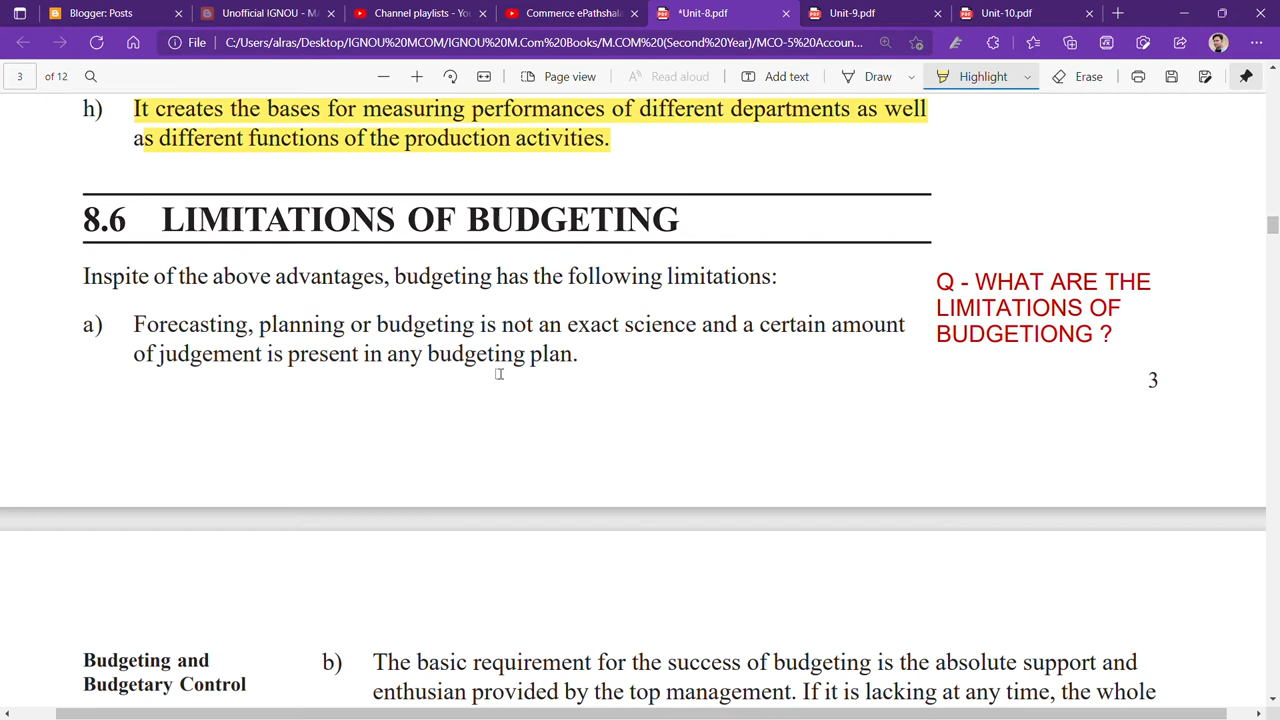 Blogger: Posts
Unofficial IGNOU - MA
Channel playlists - You
Commerce ePathshala
*Unit-8.pdf
Unit-9.pdf
Unit-10.pdf
File
C:/Users/alras/Desktop/IGNOU%20MCOM/IGNOU%20M.Com%20Books/M.COM%20(Second%20Year)/MCO-5%20Accoun...
3 of 12
Page view
Read aloud
Add text
Draw
Highlight
Erase
h) It creates the bases for measuring performances of different departments as well
as different functions of the production activities.
8.6 LIMITATIONS OF BUDGETING
Inspite of the above advantages, budgeting has the following limitations:
a) Forecasting, planning or budgeting is not an exact science and a certain amount
of judgement is present in any budgeting plan.
Q - WHAT ARE THE
LIMITATIONS OF
BUDGETIONG ?
3
Budgeting and
Budgetary Control
b) The basic requirement for the success of budgeting is the absolute support and
enthusian provided by the top management. If it is lacking at any time, the whole